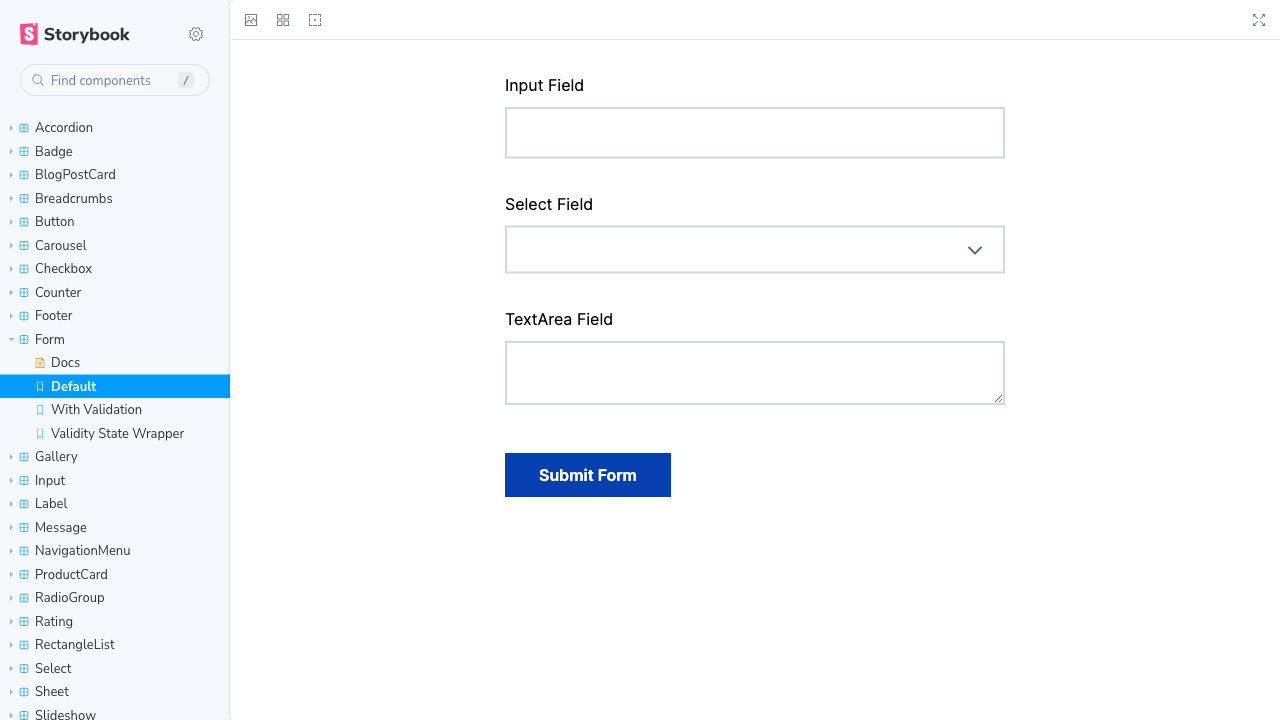 Storybook
Find components /
Accordion
Badge
BlogPostCard
Breadcrumbs
Button
Carousel
Checkbox
Counter
Footer
Form
Docs
Default
With Validation
Validity State Wrapper
Gallery
Input
Label
Message
NavigationMenu
ProductCard
RadioGroup
Rating
RectangleList
Select
Sheet
Slideshow
Input Field
Select Field
TextArea Field
Submit Form